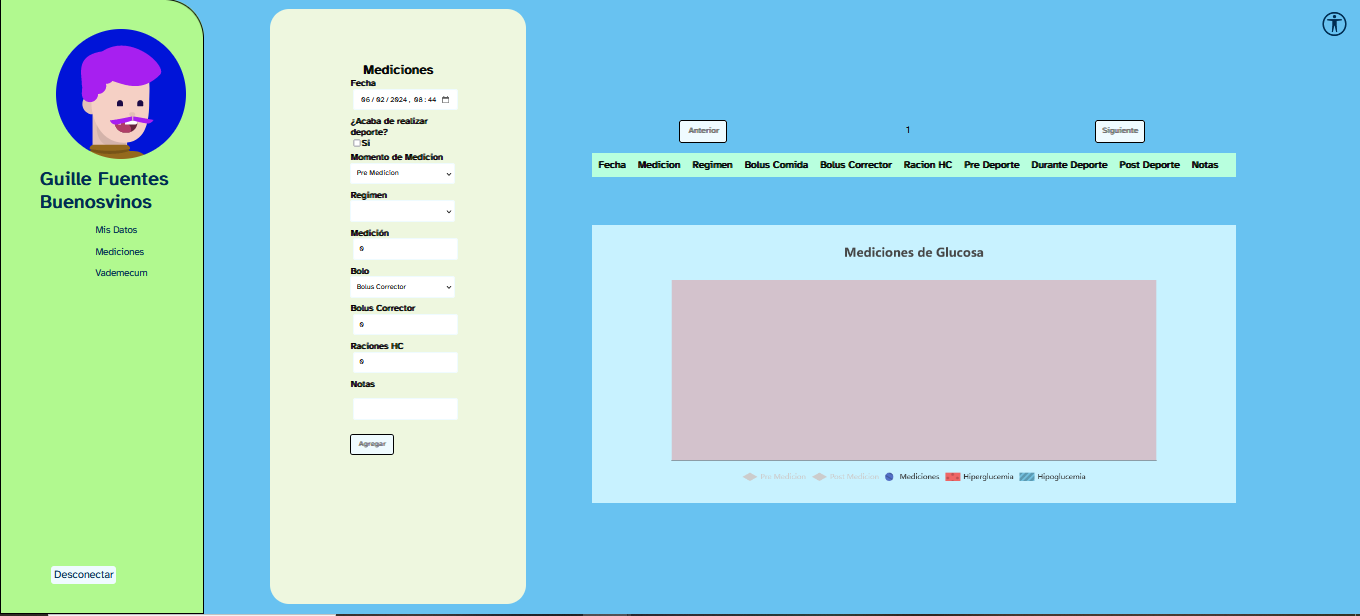 Guille Fuentes
Buenosvinos
Mis Datos
Mediciones
Vademecum
Desconectar
Mediciones
Fecha
06/02/2024, 08:44
¿Acaba de realizar
deporte?
Si
Momento de Medicion
Pre Medicion
Regimen
Medición
0
Bolo
Bolus Corrector
Bolus Corrector
0
Raciones HC
0
Notas
Agregar
Anterior 1 Siguiente
Fecha Medicion Regimen Bolus Comida Bolus Corrector Racion HC Pre Deporte Durante Deporte Post Deporte Notas
Mediciones de Glucosa
Pre Medicion Post Medicion Mediciones Hiperglucemia Hipoglucemia